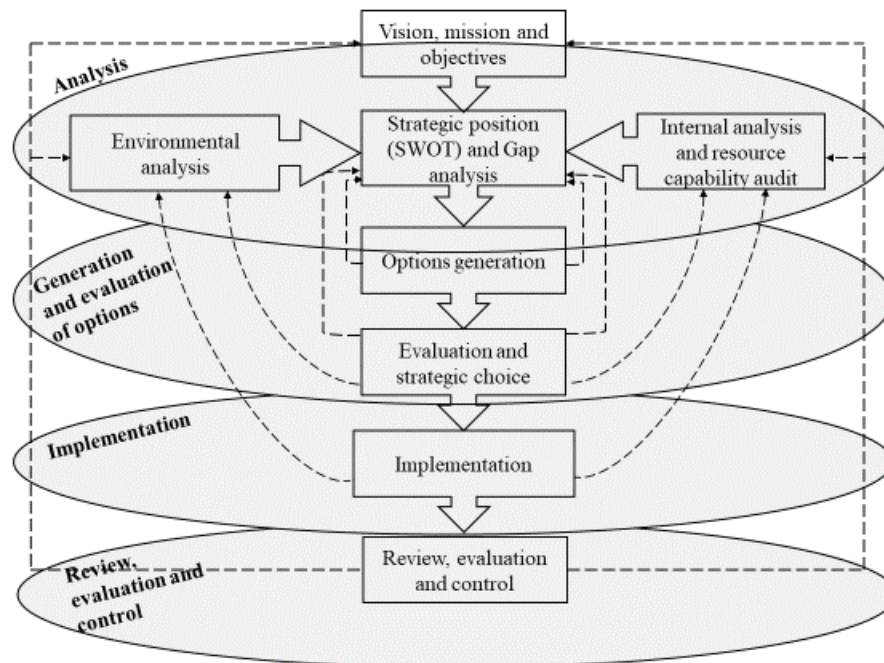 Vision, mission and
objectives
Analysis
Environmental
analysis
Strategic position
(SWOT) and Gap
analysis
Internal analysis
and resource
capability audit
Generation
and evaluation
of options
Options generation
Evaluation and
strategic choice
Implementation
Implementation
Review,
evaluation and
control
Review, evaluation
and control